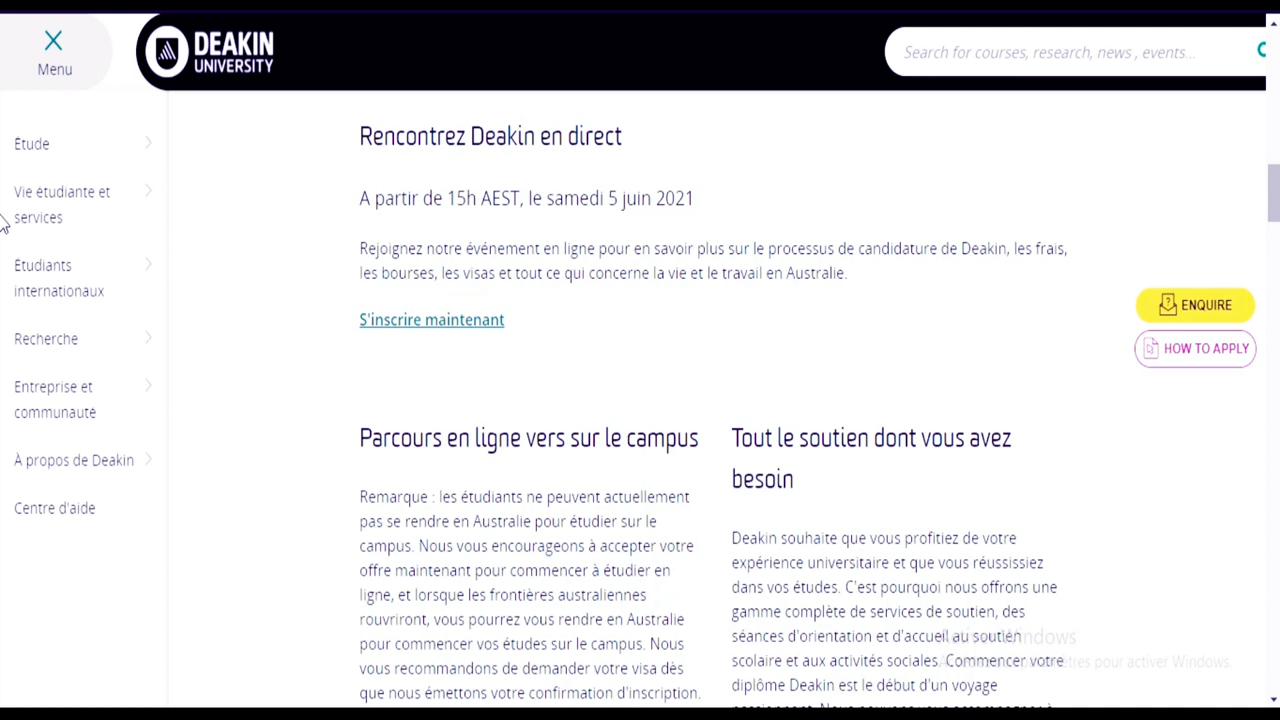 Menu
DEAKIN
UNIVERSITY
Search for courses, research, news , events...
Étude
Vie étudiante et
services
Étudiants
internationaux
Recherche
Entreprise et
communauté
À propos de Deakin
Centre d'aide
Rencontrez Deakin en direct
A partir de 15h AEST, le samedi 5 juin 2021
Rejoignez notre événement en ligne pour en savoir plus sur le processus de candidature de Deakin, les frais,
les bourses, les visas et tout ce qui concerne la vie et le travail en Australie.
S'inscrire maintenant
ENQUIRE
HOW TO APPLY
Parcours en ligne vers sur le campus
Remarque : les étudiants ne peuvent actuellement
pas se rendre en Australie pour étudier sur le
campus. Nous vous encourageons à accepter votre
offre maintenant pour commencer à étudier en
ligne, et lorsque les frontières australiennes
rouvriront, vous pourrez vous rendre en Australie
pour commencer vos études sur le campus. Nous
vous recommandons de demander votre visa dès
que nous émettons votre confirmation d'inscription.
Tout le soutien dont vous avez
besoin
Deakin souhaite que vous profitiez de votre
expérience universitaire et que vous réussissiez
dans vos études. C'est pourquoi nous offrons une
gamme complète de services de soutien, des
séances d'orientation et d'accueil au soutien
scolaire et aux activités sociales. Commencer votre
diplôme Deakin est le début d'un voyage
Windows
pour activer Windows.